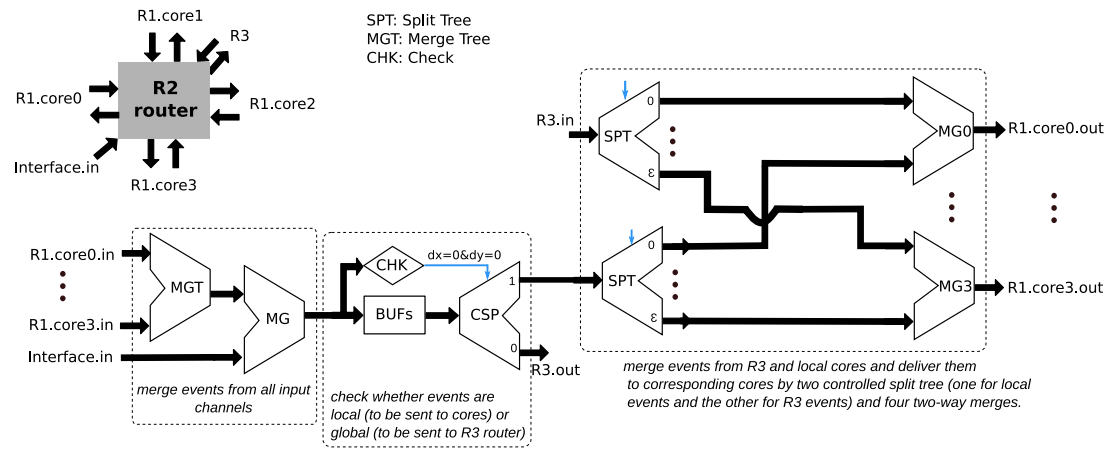 R1.core1
R3
R2
router
R1.core0
R1.core2
Interface.in
R1.core3
SPT: Split Tree
MGT: Merge Tree
CHK: Check
R3.in
SPT
0
3
MG0
R1.core0.out
R1.core0.in
R1.core3.in
Interface.in
MGT
MG
CHK
dx=0&dy=0
BUFs
CSP
1
0
R3.out
SPT
0
3
MG3
R1.core3.out
merge events from all input
channels
check whether events are
local (to be sent to cores) or
global (to be sent to R3 router)
merge events from R3 and local cores and deliver them
to corresponding cores by two controlled split tree (one for local
events and the other for R3 events) and four two-way merges.